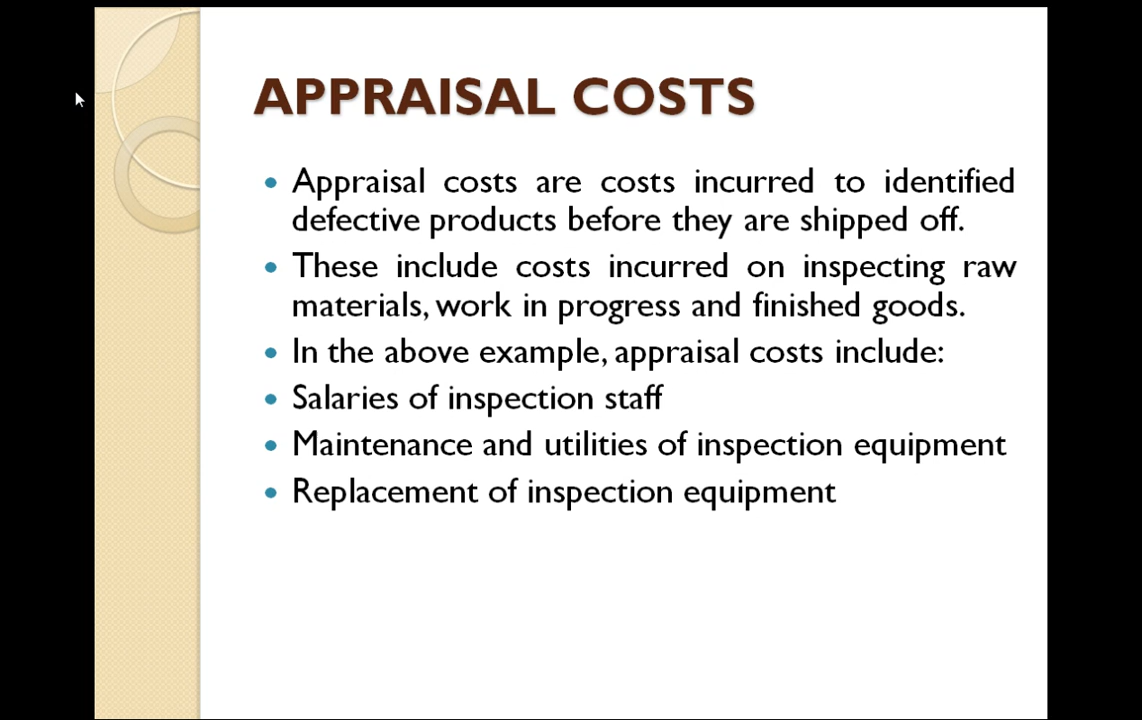 APPRAISAL COSTS
Appraisal costs are costs incurred to identified
defective products before they are shipped off.
These include costs incurred on inspecting raw
materials, work in progress and finished goods.
In the above example, appraisal costs include:
Salaries of inspection staff
Maintenance and utilities of inspection equipment
Replacement of inspection equipment